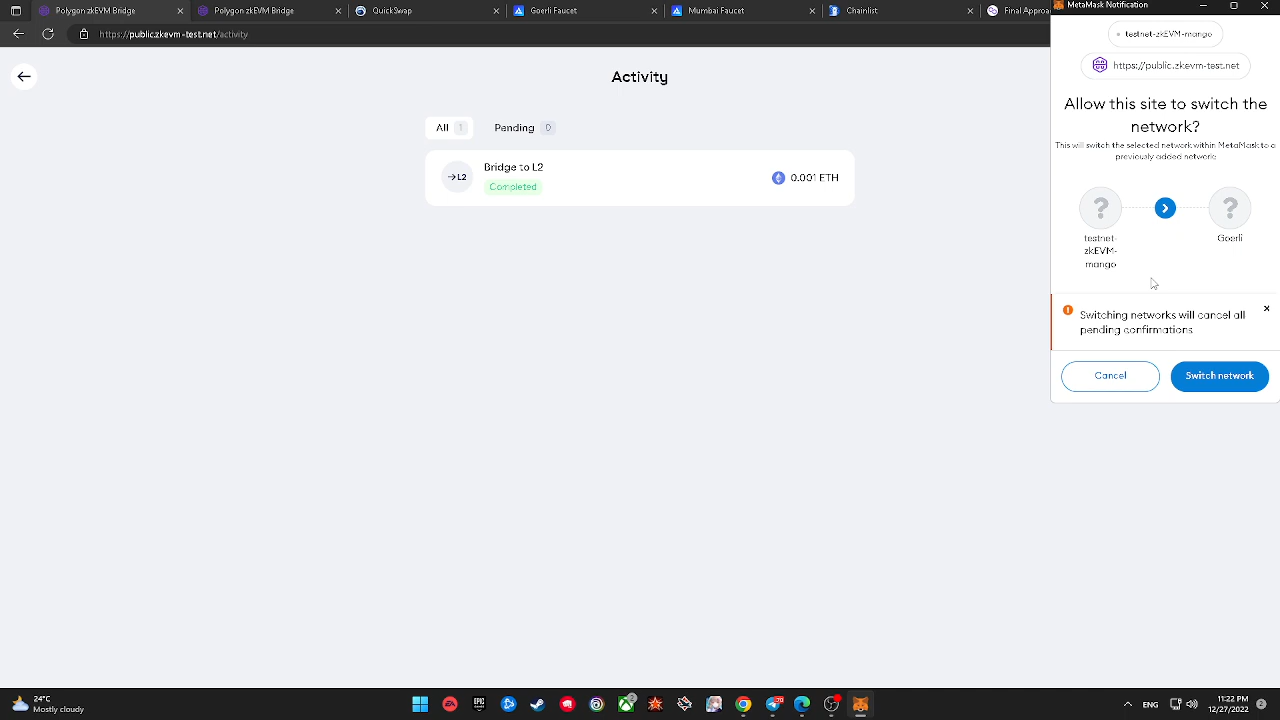 Polygon zkEVM Bridge
Polygon zkEVM Bridge
QuickSwap
Goerli Faucet
Mumbai Faucet
Chainlist
Final Approa
MetaMask Notification
https://public.zkevm-test.net/activity
testnet-zkEVM-mango
https://public.zkevm-test.net
Activity
Allow this site to switch the
network?
This will switch the selected network within MetaMask to a
previously added network
All 1
Pending 0
Bridge to L2
→L2
Completed
0.001 ETH
testnet-
zkEVM-
mango
Goerli
Switching networks will cancel all
pending confirmations
Cancel
Switch network
24°C
Mostly cloudy
ENG
11:22 PM
12/27/2022